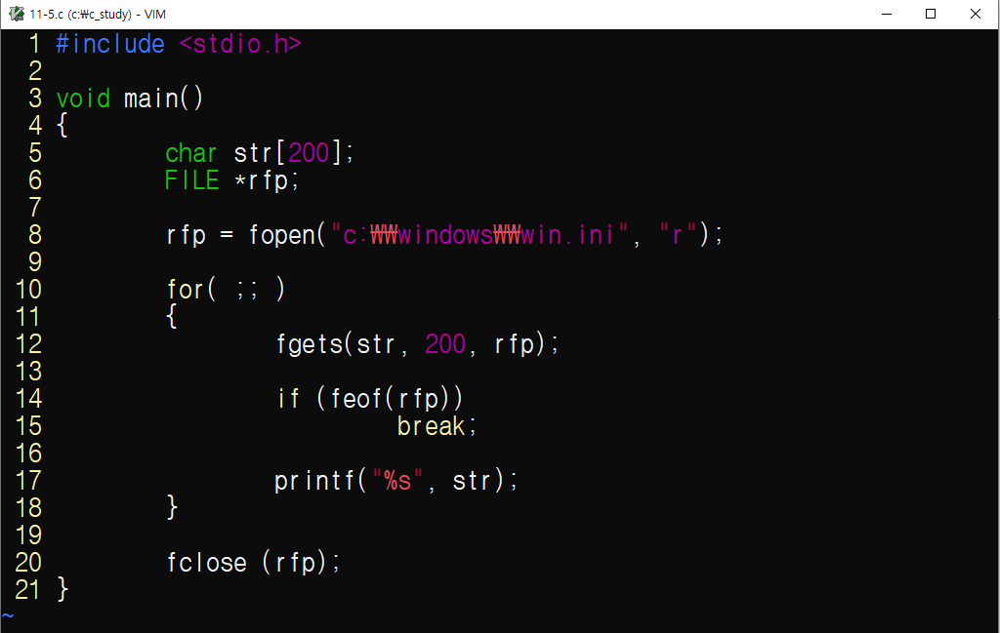 11-5.c (c:₩c_study) - VIM
1 #include <stdio.h>
2
3 void main()
4 {
5         char str[200];
6         FILE *rfp;
7
8         rfp = fopen("c:₩₩windows₩₩win.ini", "r");
9
10         for( ;; )
11         {
12                 fgets(str, 200, rfp);
13
14                 if (feof(rfp))
15                         break;
16
17                 printf("%s", str);
18         }
19
20         fclose (rfp);
21 }
~